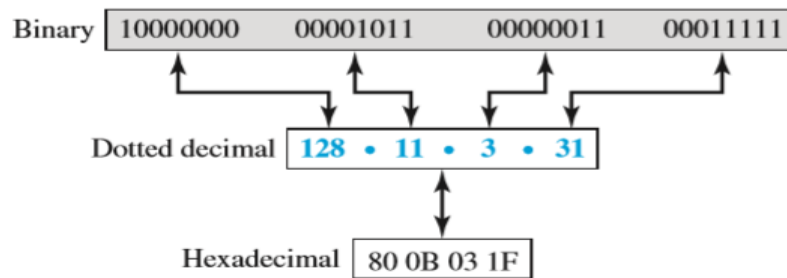 Binary 10000000 00001011 00000011 00011111
Dotted decimal 128 • 11 • 3 • 31
Hexadecimal 80 0B 03 1F